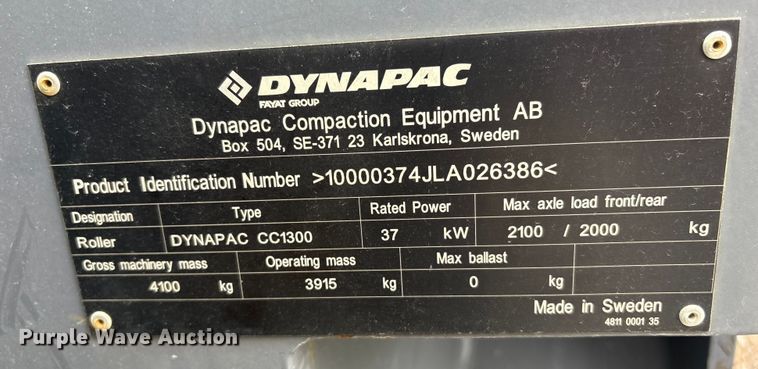 DYNAPAC
FAYAT GROUP
Dynapac Compaction Equipment AB
Box 504, SE-371 23 Karlskrona, Sweden
Product Identification Number >10000374JLA026386<
Designation Type Rated Power Max axle load front/rear
Roller DYNAPAC CC1300 37 kW 2100 / 2000 kg
Gross machinery mass Operating mass Max ballast
4100 kg 3915 kg 0 kg
Made in Sweden
4811 0001 35
Purple Wave Auction